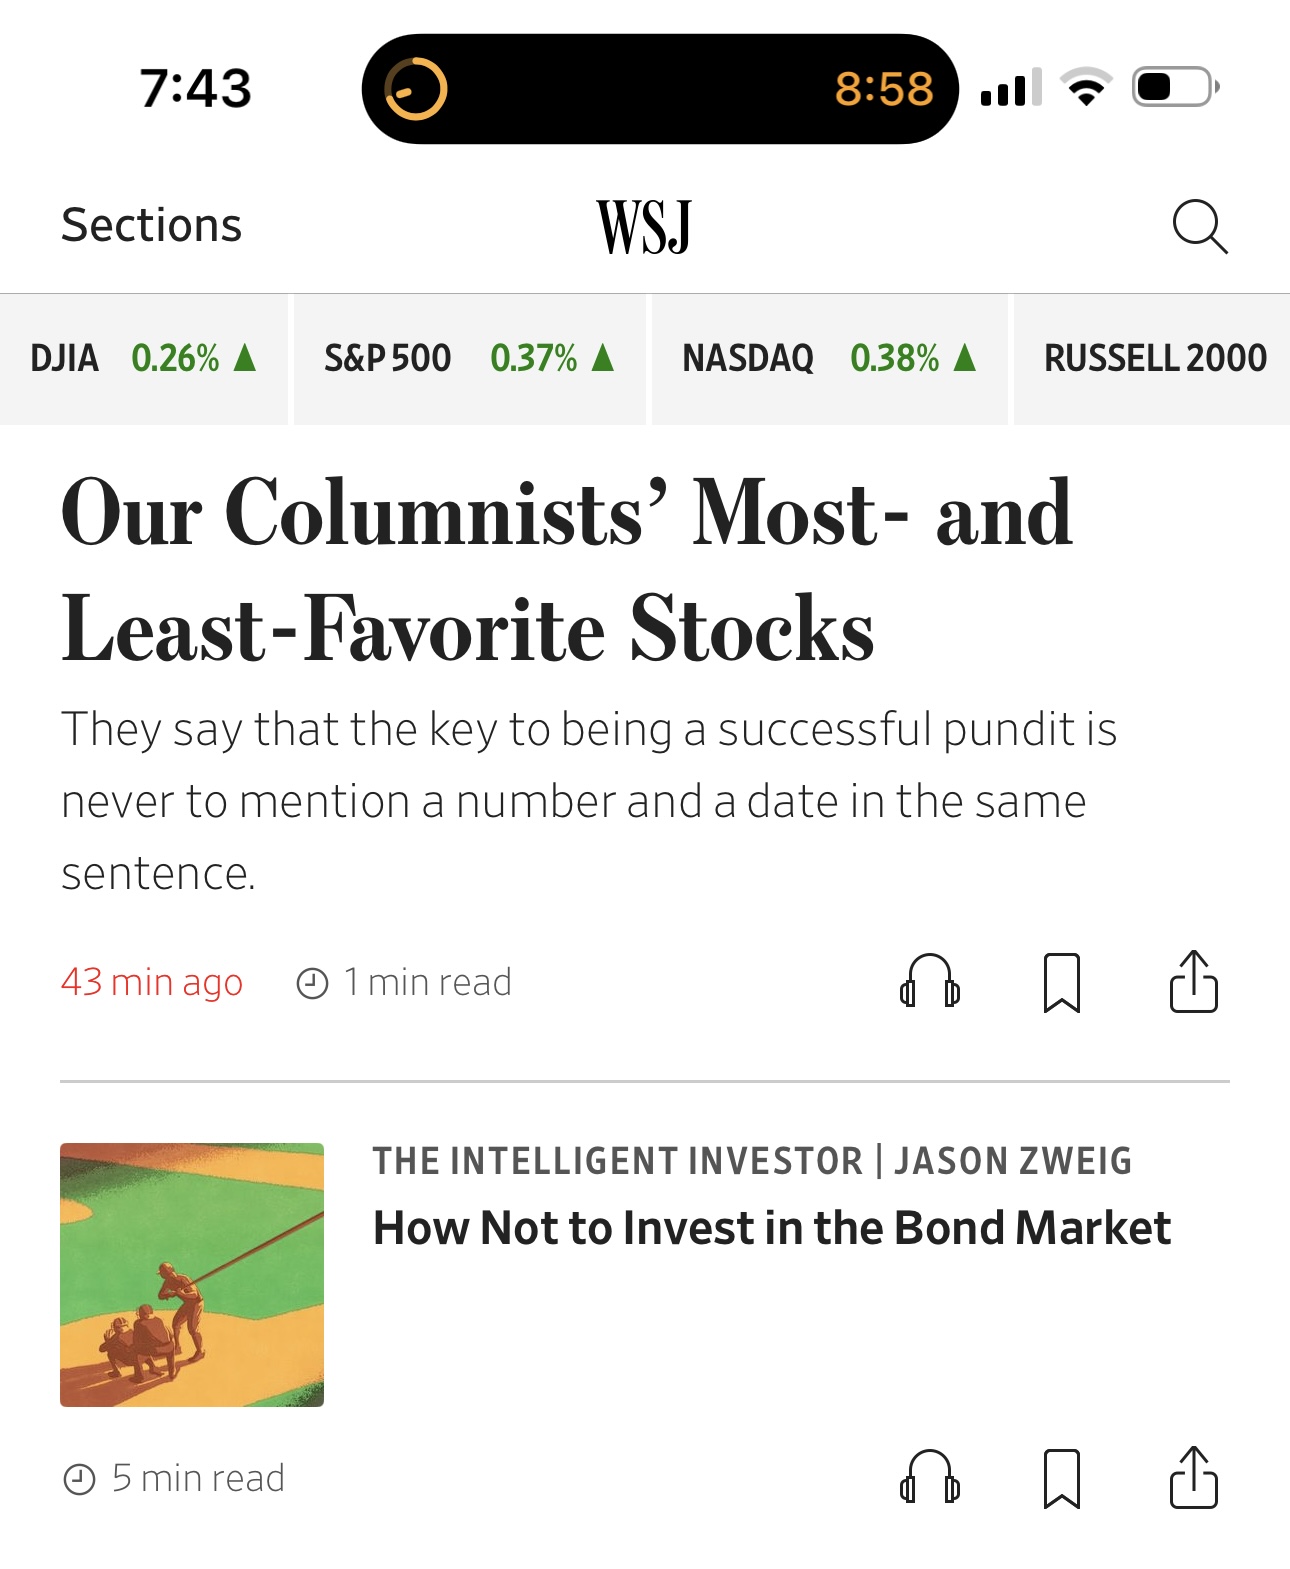 7:43
8:58
Sections
WSJ
DJIA 0.26% ▲
S&P 500 0.37% ▲
NASDAQ 0.38% ▲
RUSSELL 2000
Our Columnists’ Most- and
Least-Favorite Stocks
They say that the key to being a successful pundit is
never to mention a number and a date in the same
sentence.
43 min ago
1 min read
THE INTELLIGENT INVESTOR | JASON ZWEIG
How Not to Invest in the Bond Market
5 min read